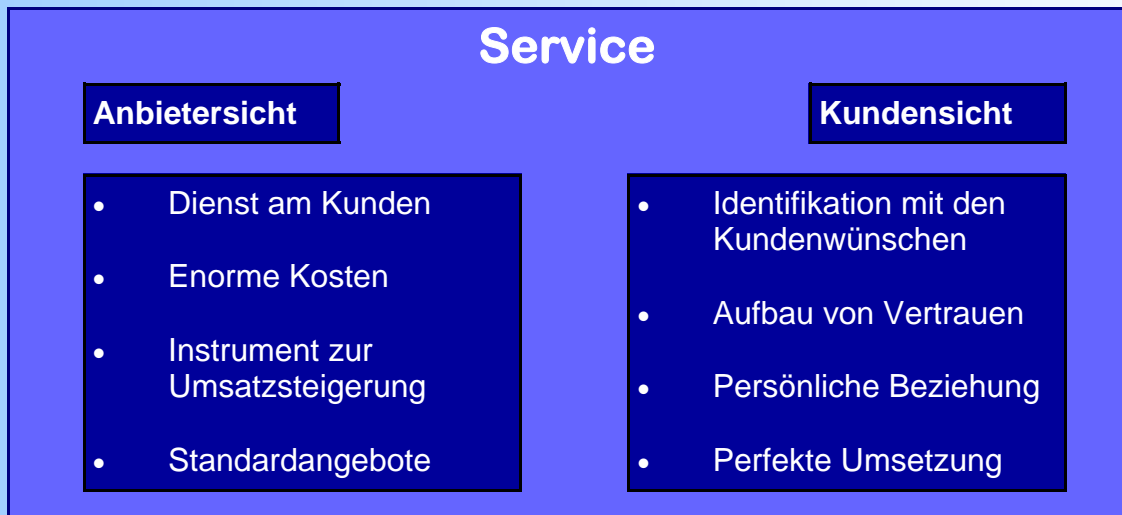 Service
Anbietersicht
Kundensicht
• Dienst am Kunden
• Enorme Kosten
• Instrument zur
Umsatzsteigerung
• Standardangebote
• Identifikation mit den
Kundenwünschen
• Aufbau von Vertrauen
• Persönliche Beziehung
• Perfekte Umsetzung